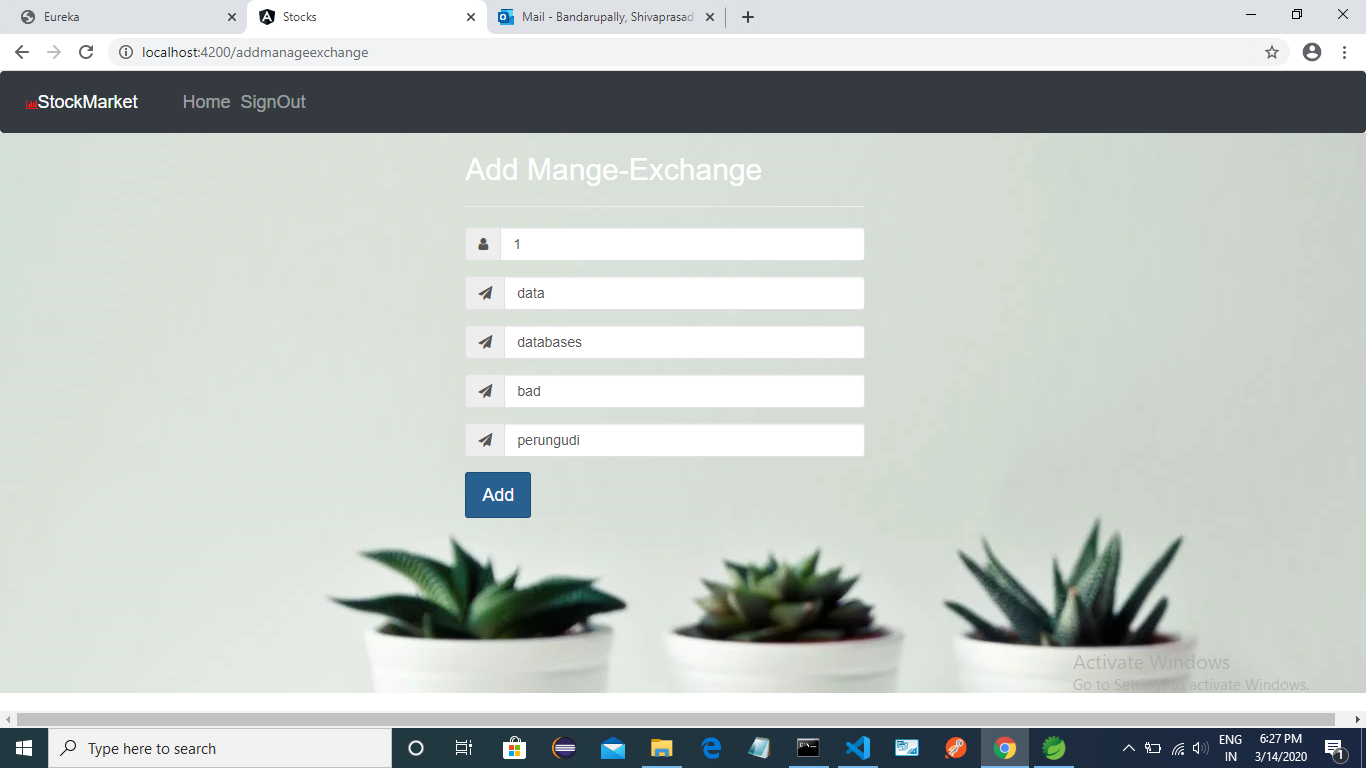 Eureka
Stocks
Mail - Bandarupally, Shivaprasad
localhost:4200/addmanageexchange
StockMarket Home SignOut
Add Mange-Exchange
1
data
databases
bad
perungudi
Add
Activate Windows
Go to Settings to activate Windows.
Type here to search
ENG
IN
6:27 PM
3/14/2020
1